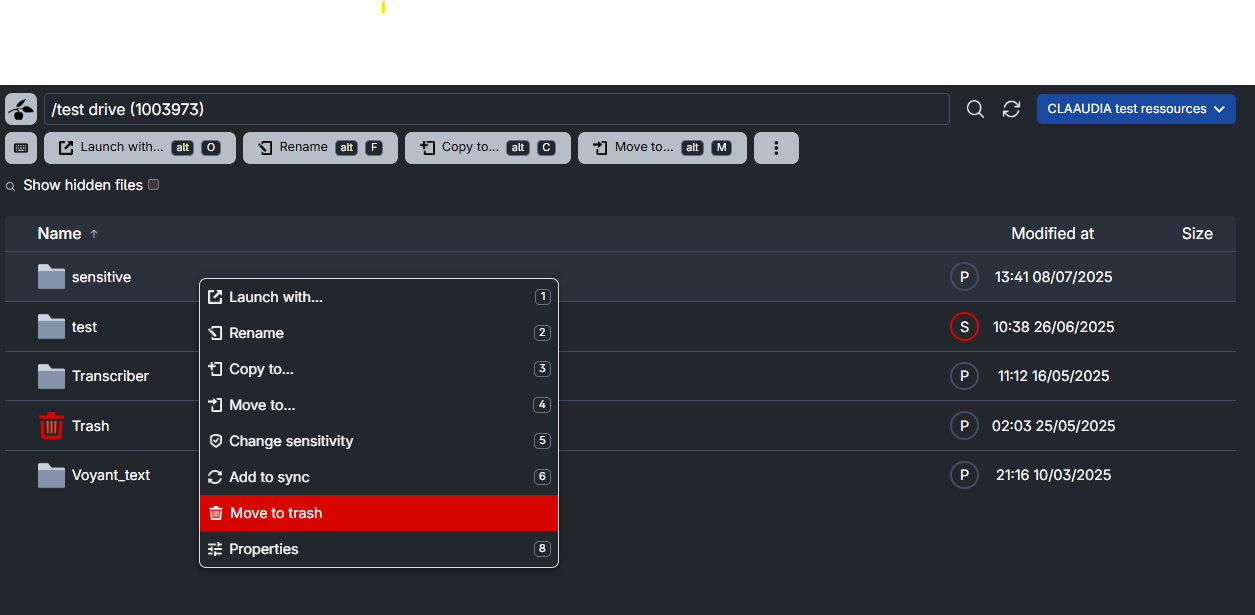 /test drive (1003973) CLAAUDIA test ressources
Launch with... alt O Rename alt F Copy to... alt C Move to... alt M
Show hidden files
Name ↑ Modified at Size
sensitive P 13:41 08/07/2025
Launch with... 1
test S 10:38 26/06/2025
Rename 2
Copy to... 3
Transcriber P 11:12 16/05/2025
Move to... 4
Trash P 02:03 25/05/2025
Change sensitivity 5
Voyant_text P 21:16 10/03/2025
Add to sync 6
Move to trash
Properties 8